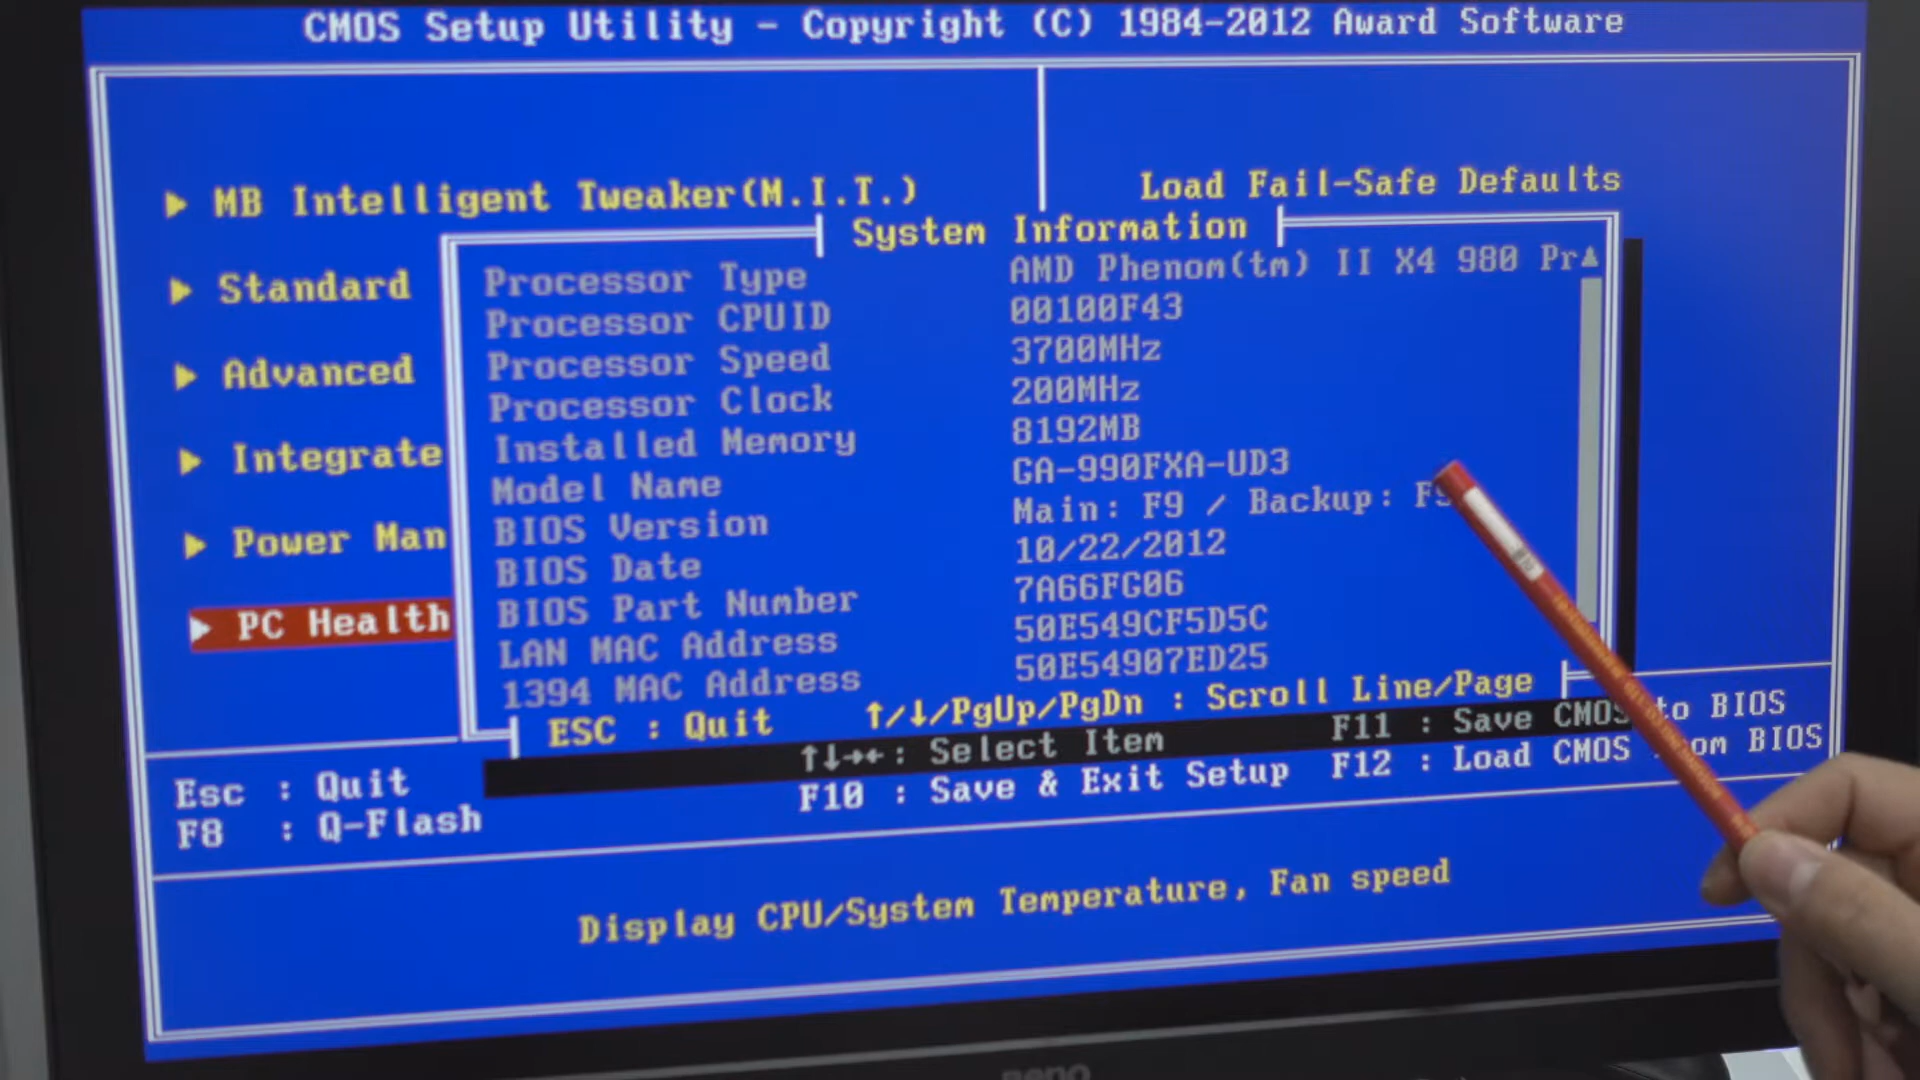 CMOS Setup Utility - Copyright (C) 1984-2012 Award Software
MB Intelligent Tweaker(M.I.T.)
Load Fail-Safe Defaults
Standard
Advanced
Integrate
Power Man
PC Health
System Information
Processor Type AMD Phenom(tm) II X4 980 Pr
Processor CPUID 00100F43
Processor Speed 3700MHz
Processor Clock 200MHz
Installed Memory 8192MB
Model Name GA-990FXA-UD3
BIOS Version Main: F9 / Backup: F9
BIOS Date 10/22/2012
BIOS Part Number 7A66FG06
LAN MAC Address 50E549CF5D5C
1394 MAC Address 50E54907ED25
ESC : Quit ↑/↓/PgUp/PgDn : Scroll Line/Page
Esc : Quit ↑↓→←: Select Item F11 : Save CMOS to BIOS
F8 : Q-Flash F10 : Save & Exit Setup F12 : Load CMOS BIOS
Display CPU/System Temperature, Fan speed